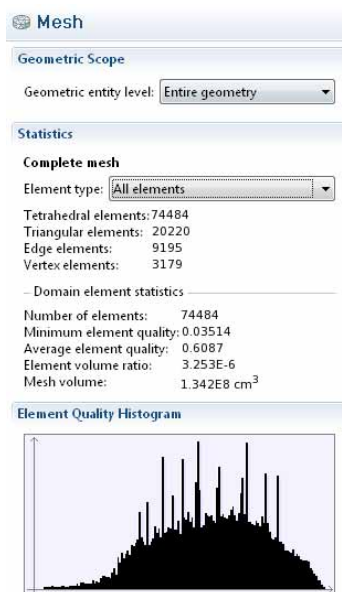 Mesh
Geometric Scope
Geometric entity level: Entire geometry
Statistics
Complete mesh
Element type: All elements
Tetrahedral elements: 74484
Triangular elements: 20220
Edge elements: 9195
Vertex elements: 3179
Domain element statistics
Number of elements: 74484
Minimum element quality: 0.03514
Average element quality: 0.6087
Element volume ratio: 3.253E-6
Mesh volume: 1.342E8 cm³
Element Quality Histogram